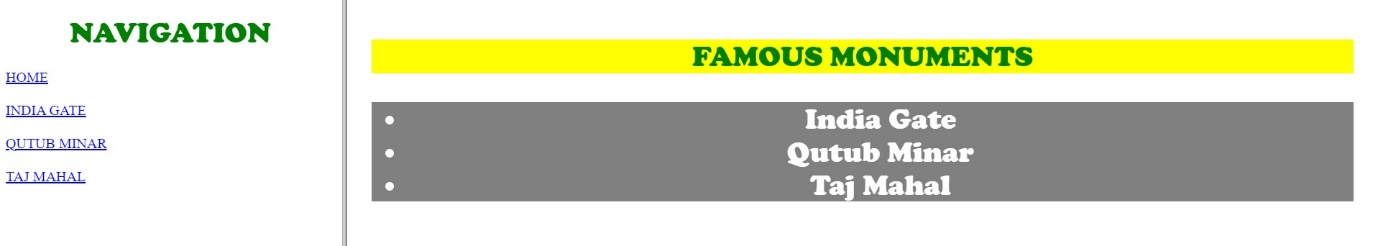 NAVIGATION
HOME
INDIA GATE
QUTUB MINAR
TAJ MAHAL
FAMOUS MONUMENTS
India Gate
Qutub Minar
Taj Mahal